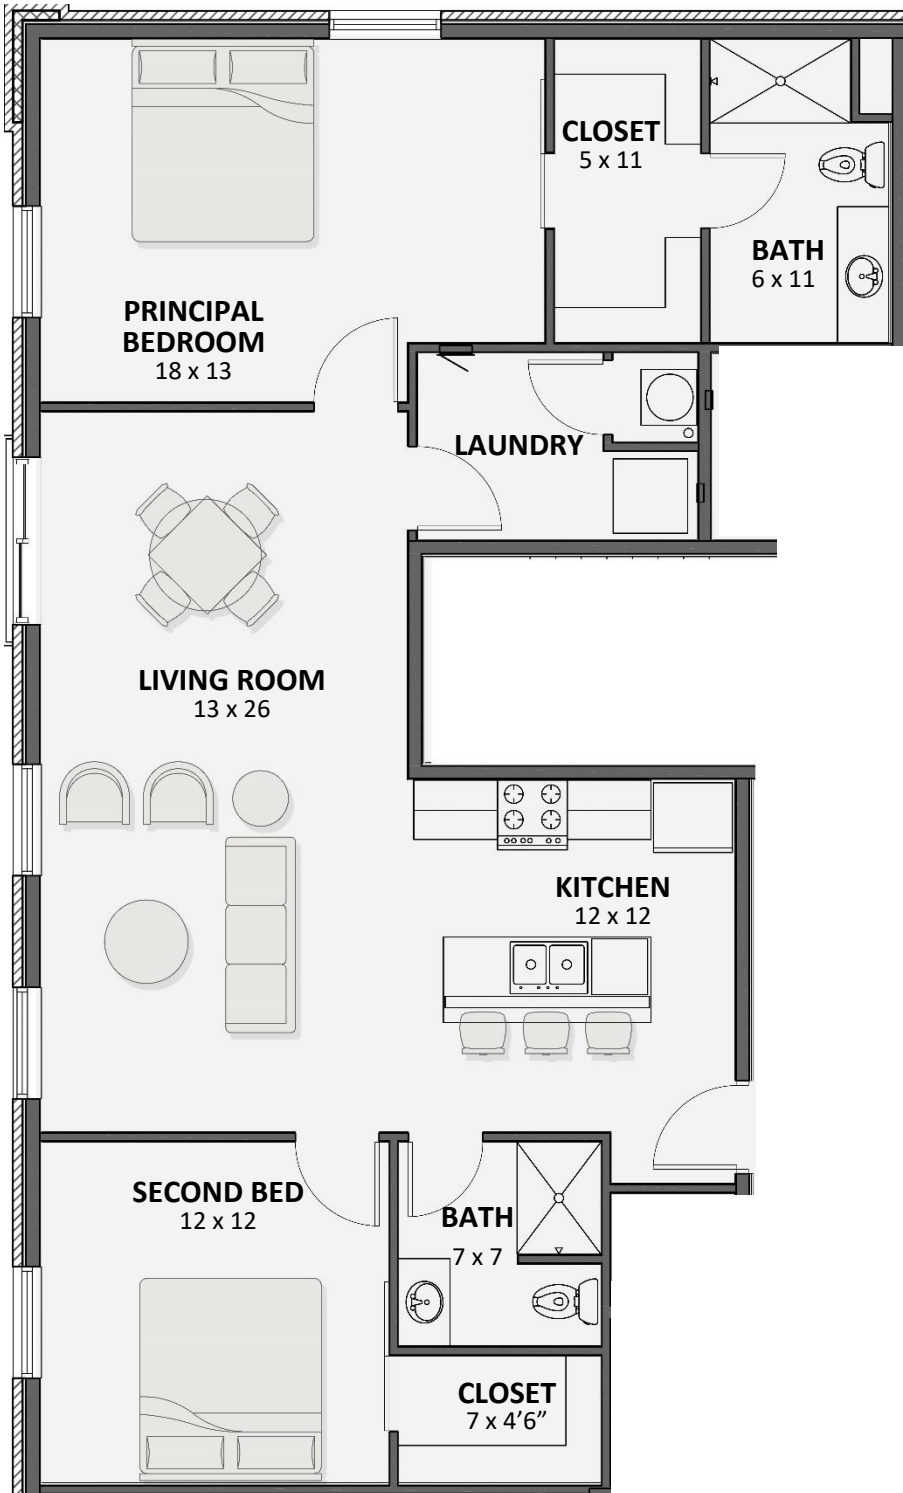 CLOSET
5 x 11
BATH
6 x 11
PRINCIPAL
BEDROOM
18 x 13
LAUNDRY
LIVING ROOM
13 x 26
KITCHEN
12 x 12
SECOND BED
12 x 12
BATH
7 x 7
CLOSET
7 x 4’6”